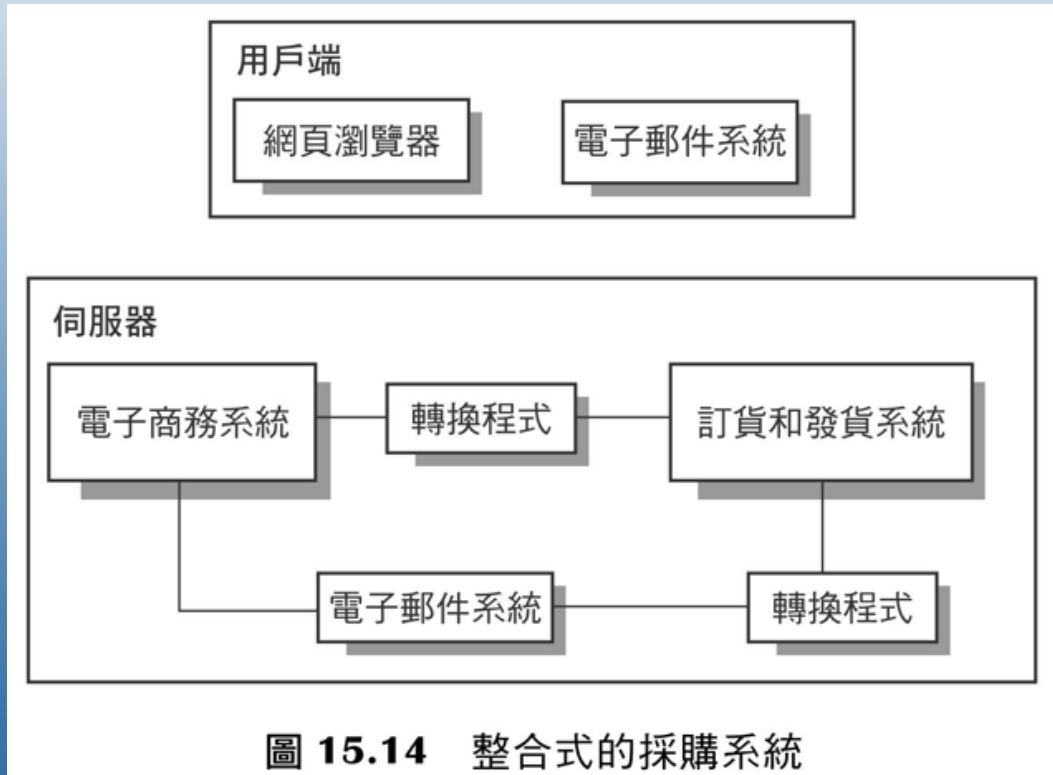 用戶端
網頁瀏覽器 電子郵件系統
伺服器
電子商務系統 轉換程式 訂貨和發貨系統
電子郵件系統 轉換程式
圖 15.14 整合式的採購系統